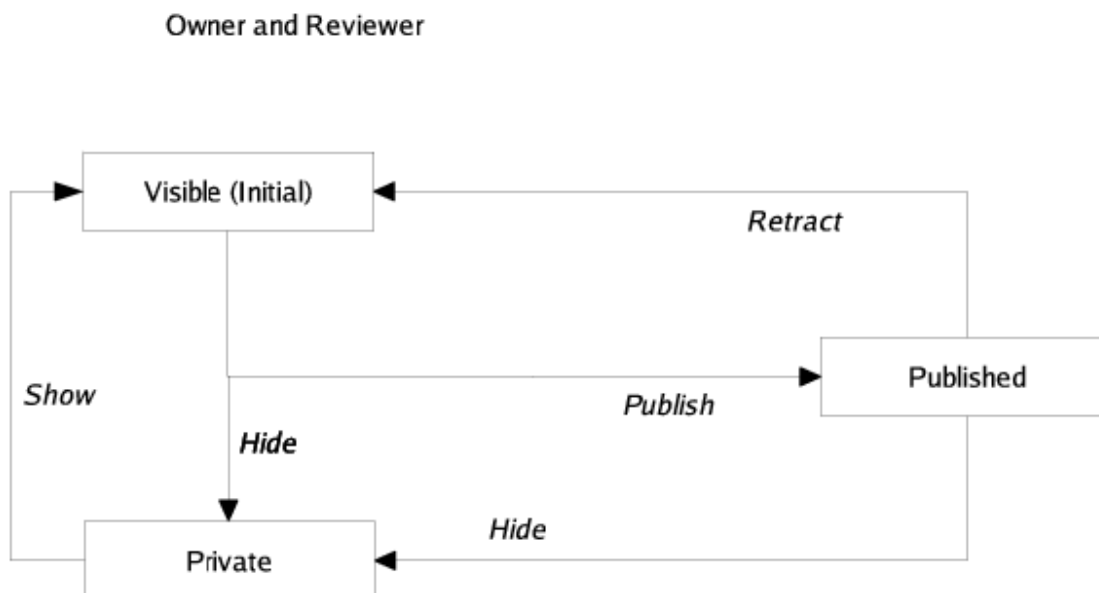 Owner and Reviewer
Visible (Initial)
Retract
Published
Show
Publish
Hide
Hide
Private